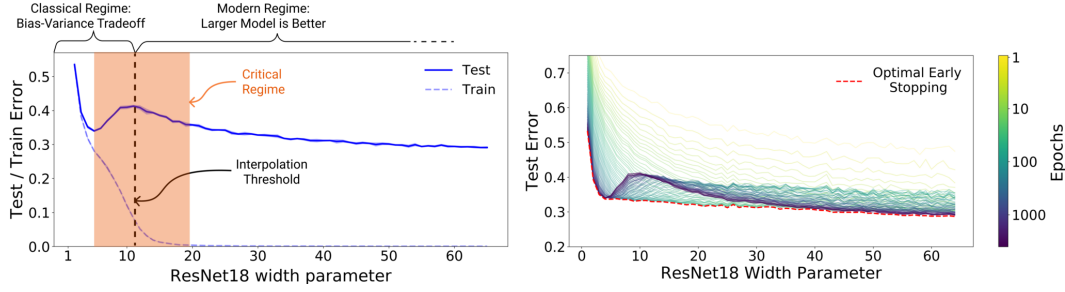 Classical Regime:
Bias-Variance Tradeoff
Modern Regime:
Larger Model is Better
Test / Train Error
0.5
0.4
0.3
0.2
0.1
0.0
Critical
Regime
Interpolation
Threshold
Test
Train
1
10
20
30
40
50
60
ResNet18 width parameter
Test Error
0.7
0.6
0.5
0.4
0.3
0.2
Optimal Early
Stopping
0
10
20
30
40
50
60
ResNet18 Width Parameter
1
10
100
1000
Epochs